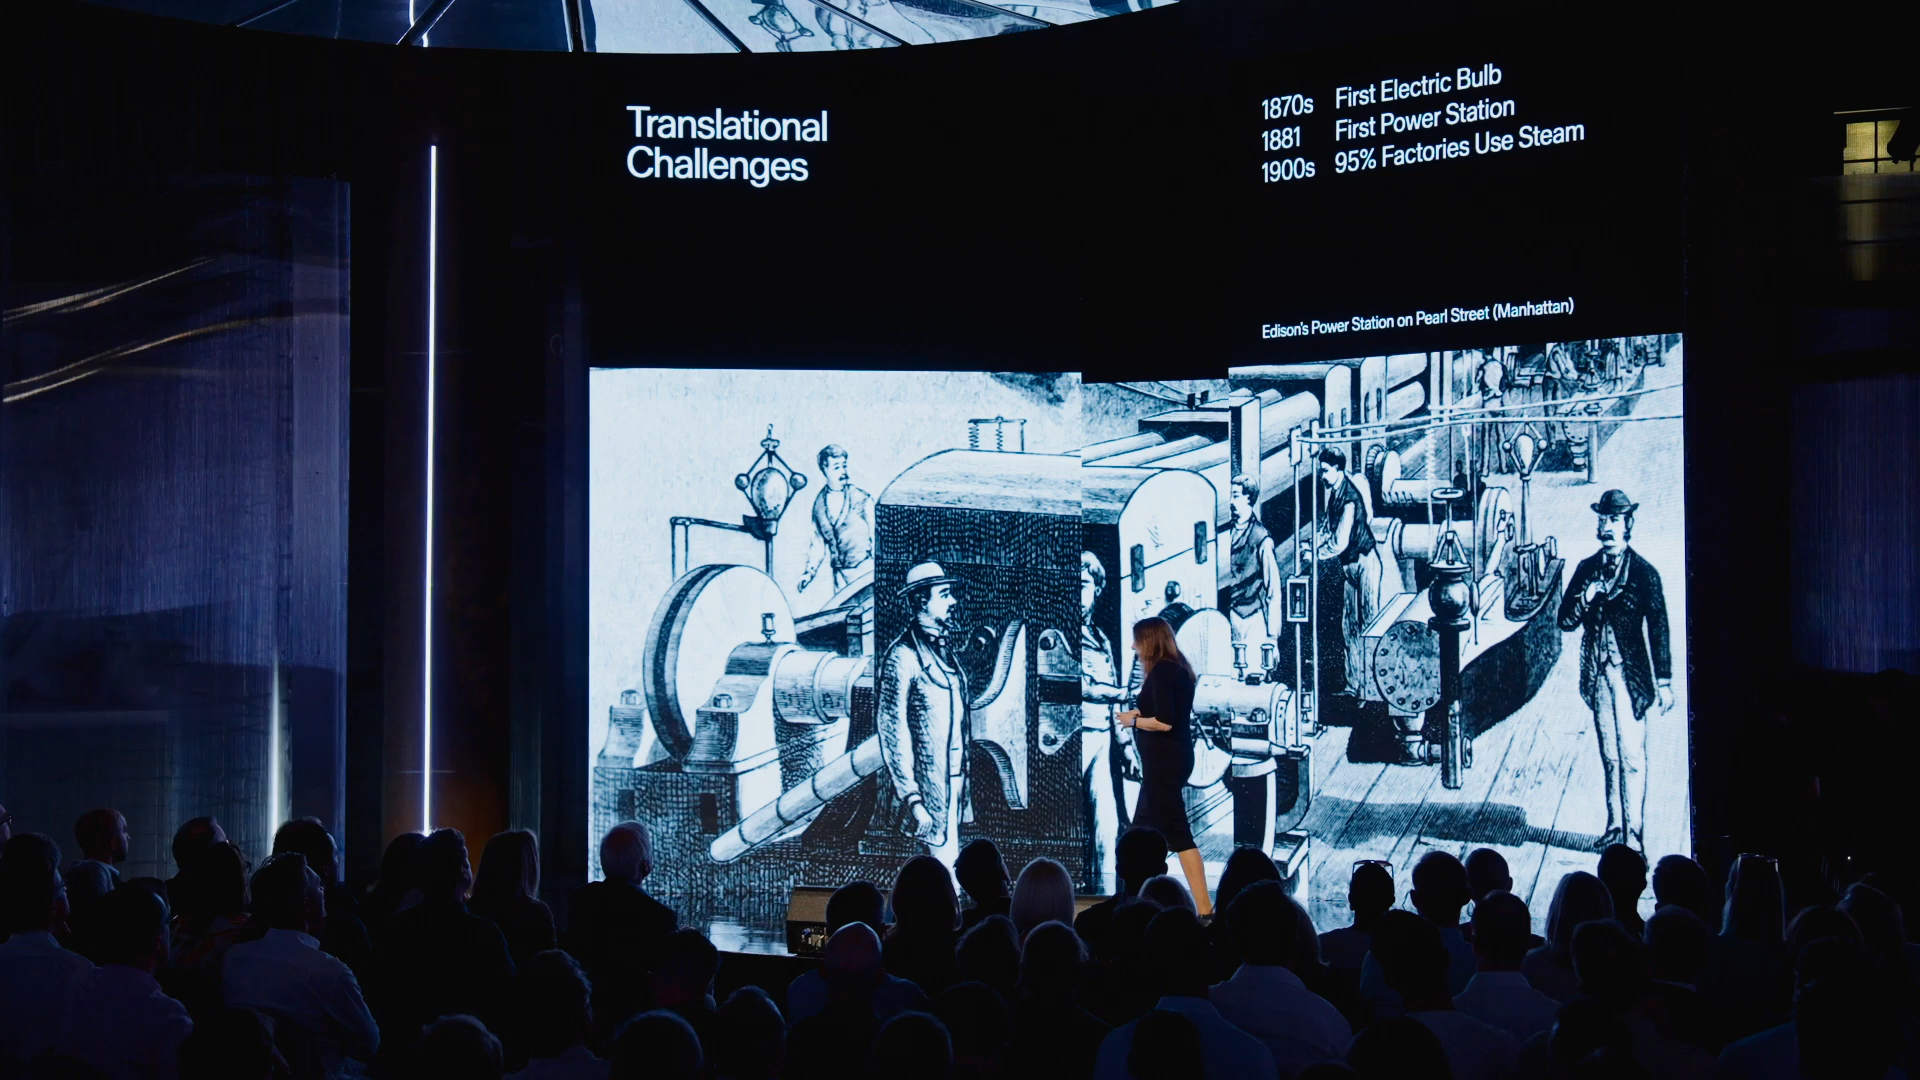 Translational
Challenges
1870s First Electric Bulb
1881 First Power Station
1900s 95% Factories Use Steam
Edison's Power Station on Pearl Street (Manhattan)